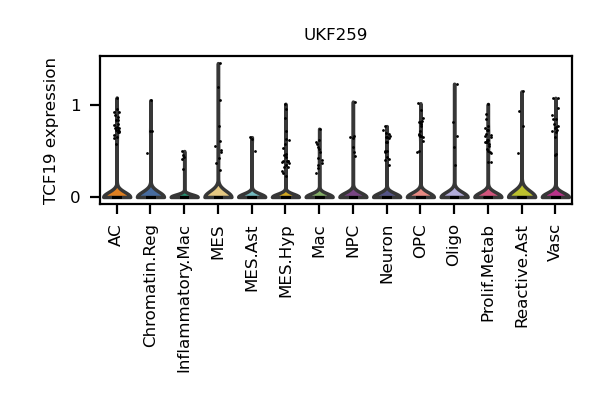 UKF259
TCF19 expression
1
0
AC
Chromatin.Reg
Inflammatory.Mac
MES
MES.Ast
MES.Hyp
Mac
NPC
Neuron
OPC
Oligo
Prolif.Metab
Reactive.Ast
Vasc